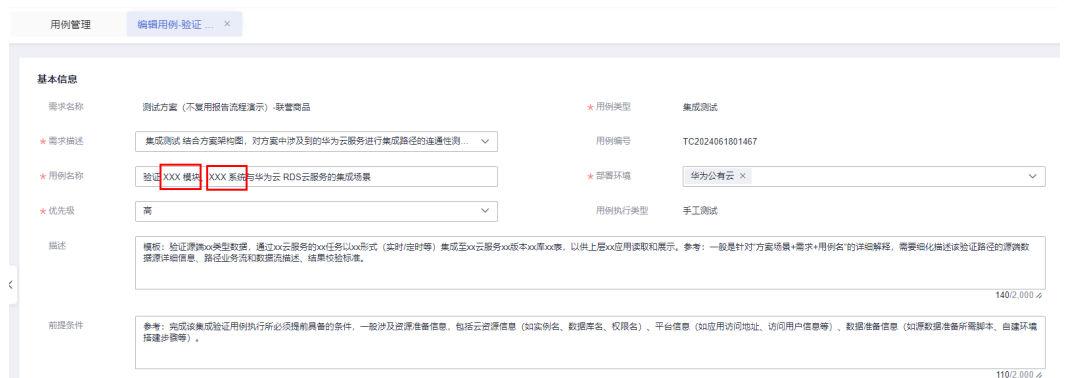 用例管理 编辑用例-验证 ... ×
基本信息
需求名称 测试方案（不复用报告流程演示）-联营商品 * 用例类型 集成测试
* 需求描述 集成测试 结合方案架构图，对方案中涉及到的华为云服务进行集成路径的连通性测... 用例编号 TC2024061801467
* 用例名称 验证 XXX 模块，XXX 系统与华为云 RDS云服务的集成场景 * 部署环境 华为公有云 ×
* 优先级 高 用例执行类型 手工测试
描述 模板：验证源端xx类型数据，通过xx云服务的xx任务以xx形式（实时/定时等）集成至xx云服务xx版本xx库xx表，以供上层xx应用读取和展示。参考：一般是针对“方案场景+需求+用例名”的详细解释，需要细化描述该验证路径的源端数
据源详细信息、路径业务流和数据流描述、结果校验标准。
140/2,000
前提条件 参考：完成该集成验证用例执行所必须提前具备的条件，一般涉及资源准备信息，包括云资源信息（如实例名、数据库名、权限名）、平台信息（如应用访问地址、访问用户信息等）、数据准备信息（如源数据准备所需脚本、自建环境
搭建步骤等）。
110/2,000